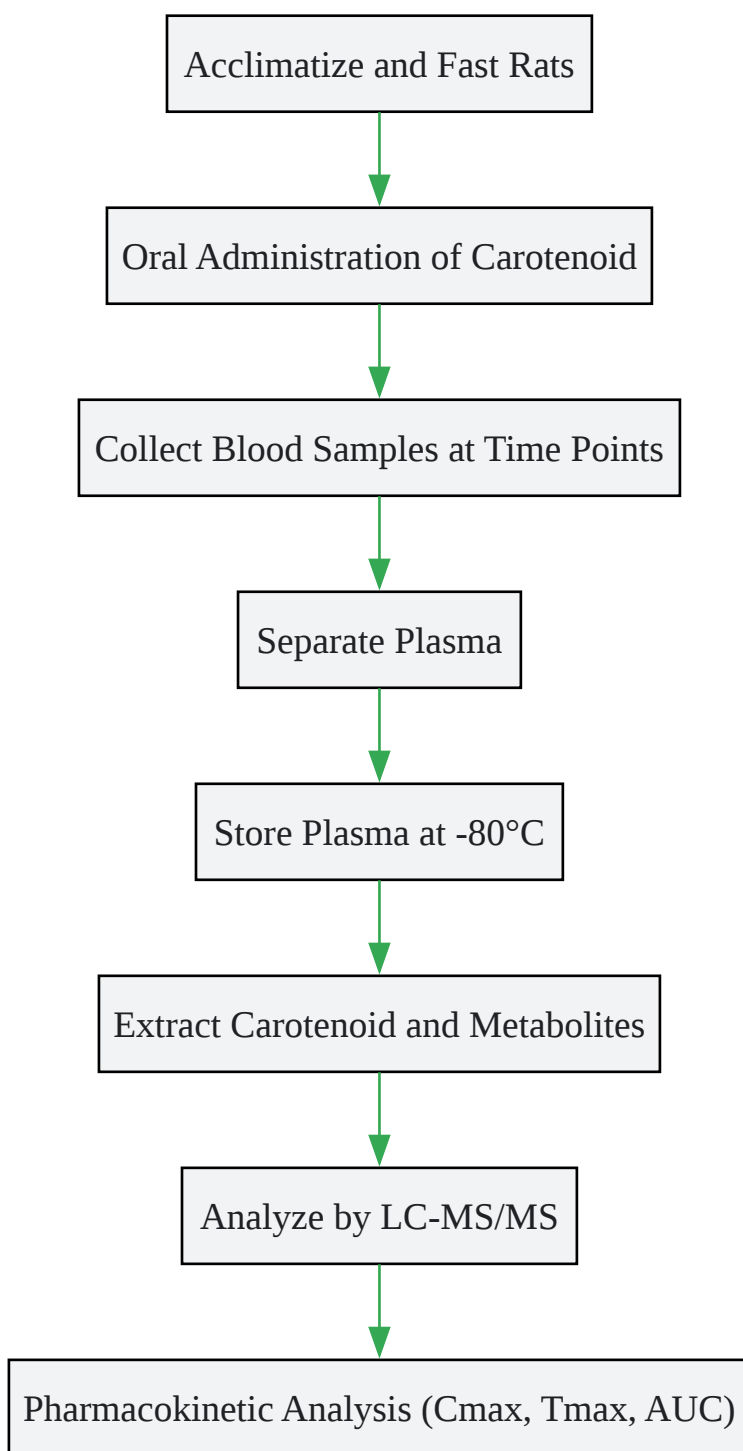 Acclimatize and Fast Rats
Oral Administration of Carotenoid
Collect Blood Samples at Time Points
Separate Plasma
Store Plasma at -80°C
Extract Carotenoid and Metabolites
Analyze by LC-MS/MS
Pharmacokinetic Analysis (Cmax, Tmax, AUC)